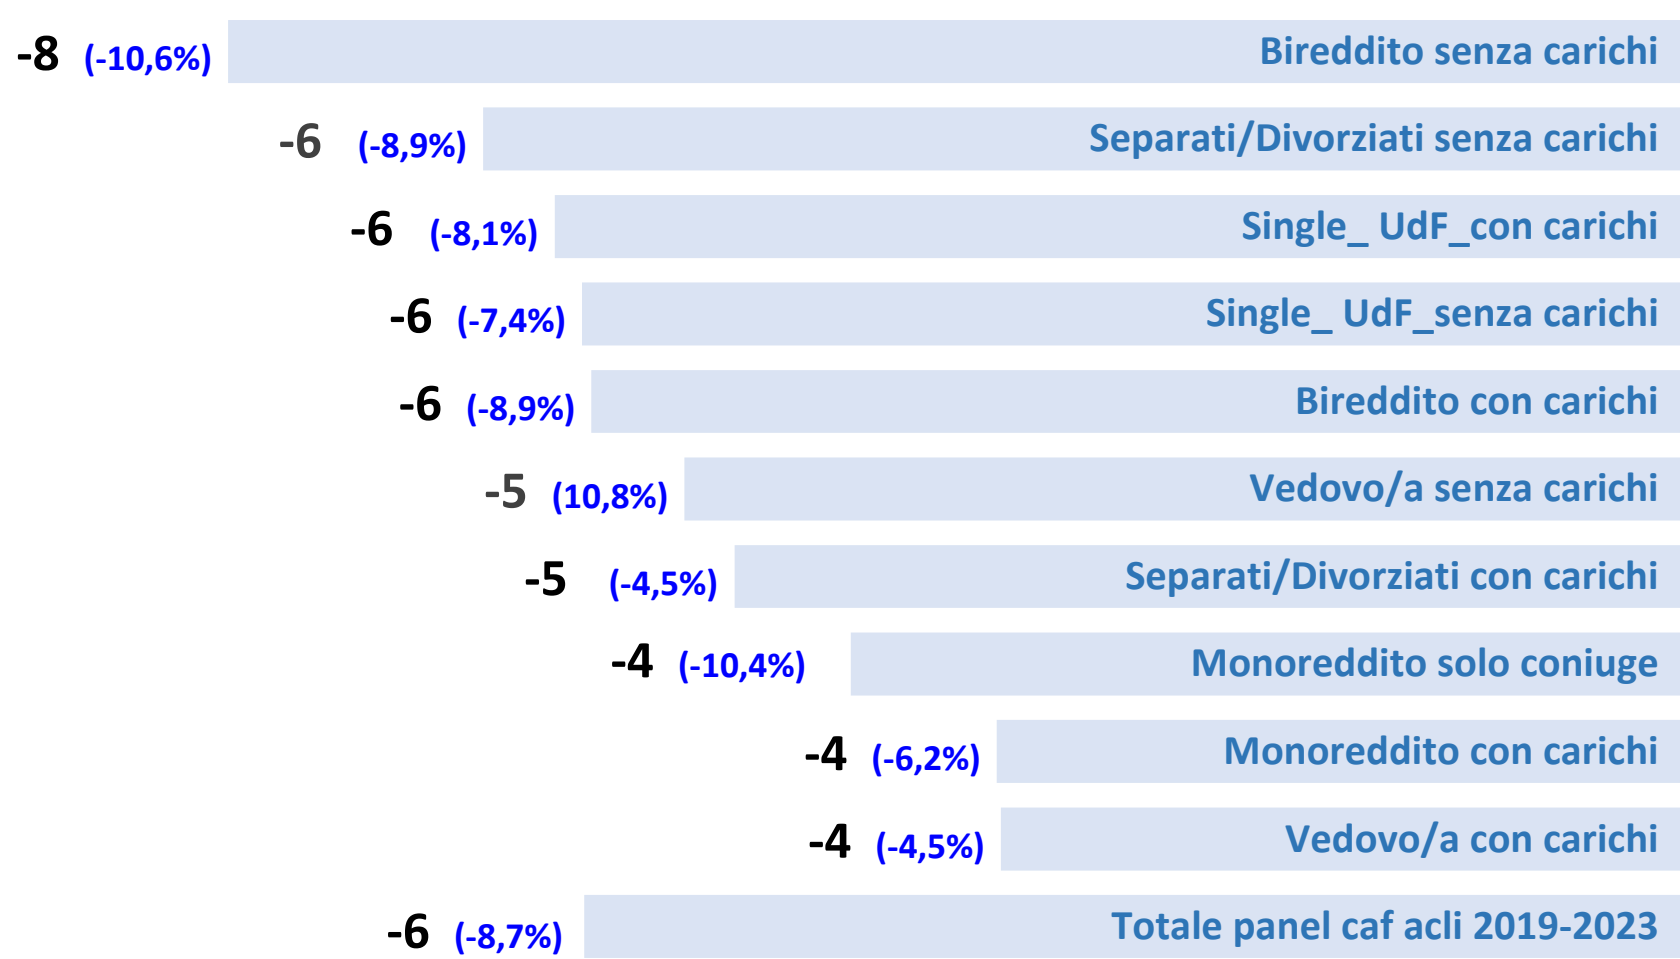 -8 (-10,6%) Bireddito senza carichi
-6 (-8,9%) Separati/Divorziati senza carichi
-6 (-8,1%) Single_ UdF_con carichi
-6 (-7,4%) Single_ UdF_senza carichi
-6 (-8,9%) Bireddito con carichi
-5 (10,8%) Vedovo/a senza carichi
-5 (-4,5%) Separati/Divorziati con carichi
-4 (-10,4%) Monoreddito solo coniuge
-4 (-6,2%) Monoreddito con carichi
-4 (-4,5%) Vedovo/a con carichi
-6 (-8,7%) Totale panel caf acli 2019-2023